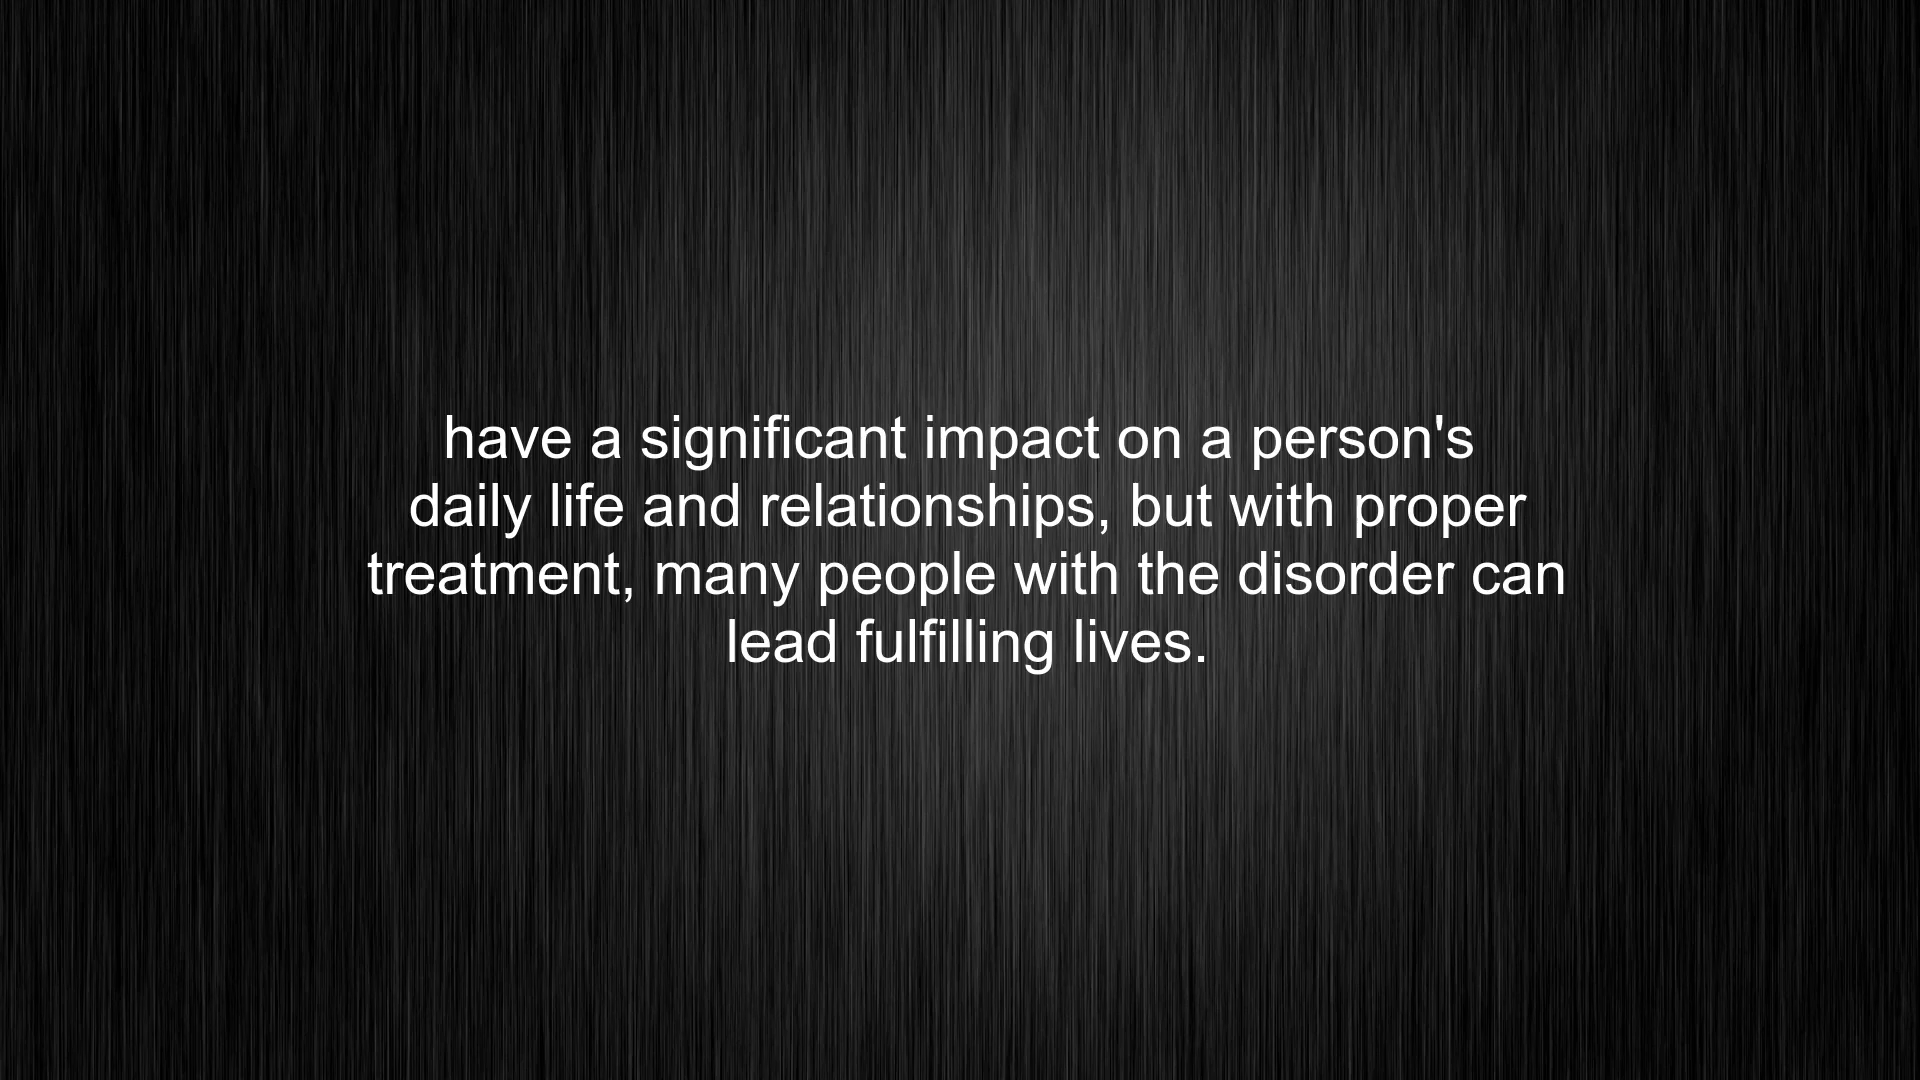 have a significant impact on a person's
daily life and relationships, but with proper
treatment, many people with the disorder can
lead fulfilling lives.